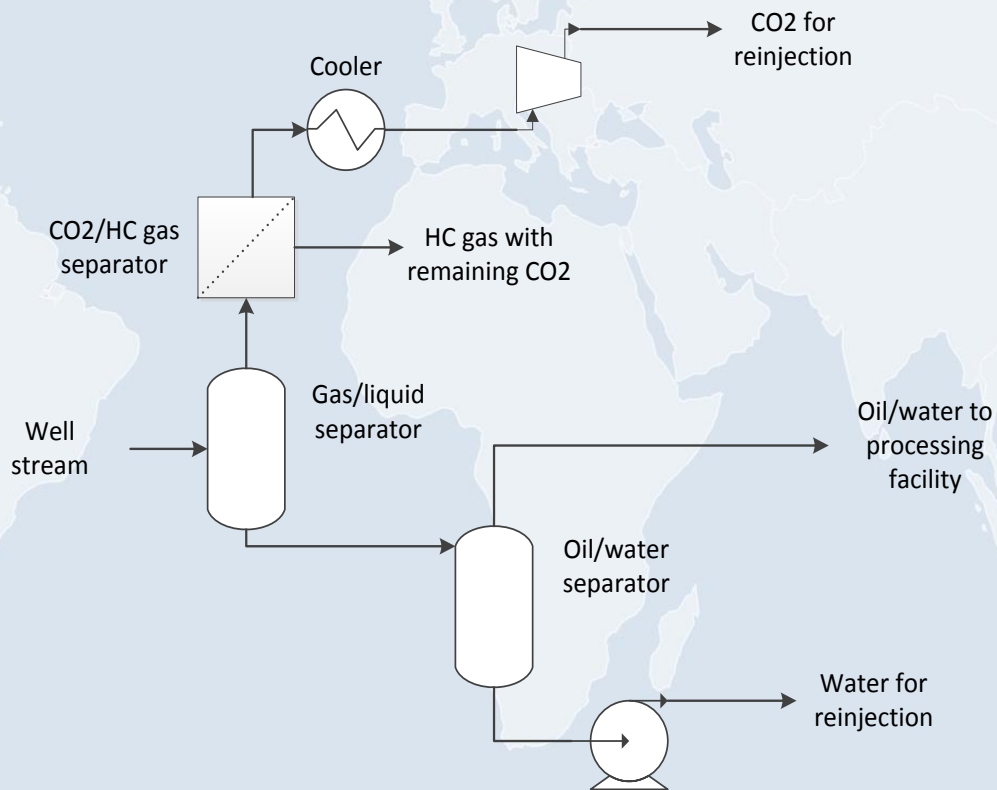 CO2 for
reinjection
Cooler
CO2/HC gas
separator
HC gas with
remaining CO2
Gas/liquid
separator
Well
stream
Oil/water to
processing
facility
Oil/water
separator
Water for
reinjection